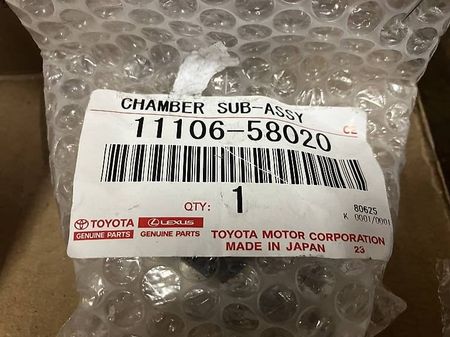 CHAMBER SUB-ASSY
11106-58020
CE
QTY: 1
80625
K 0001/0001
TOYOTA
GENUINE PARTS
LEXUS
GENUINE PARTS
TOYOTA MOTOR CORPORATION
MADE IN JAPAN 23